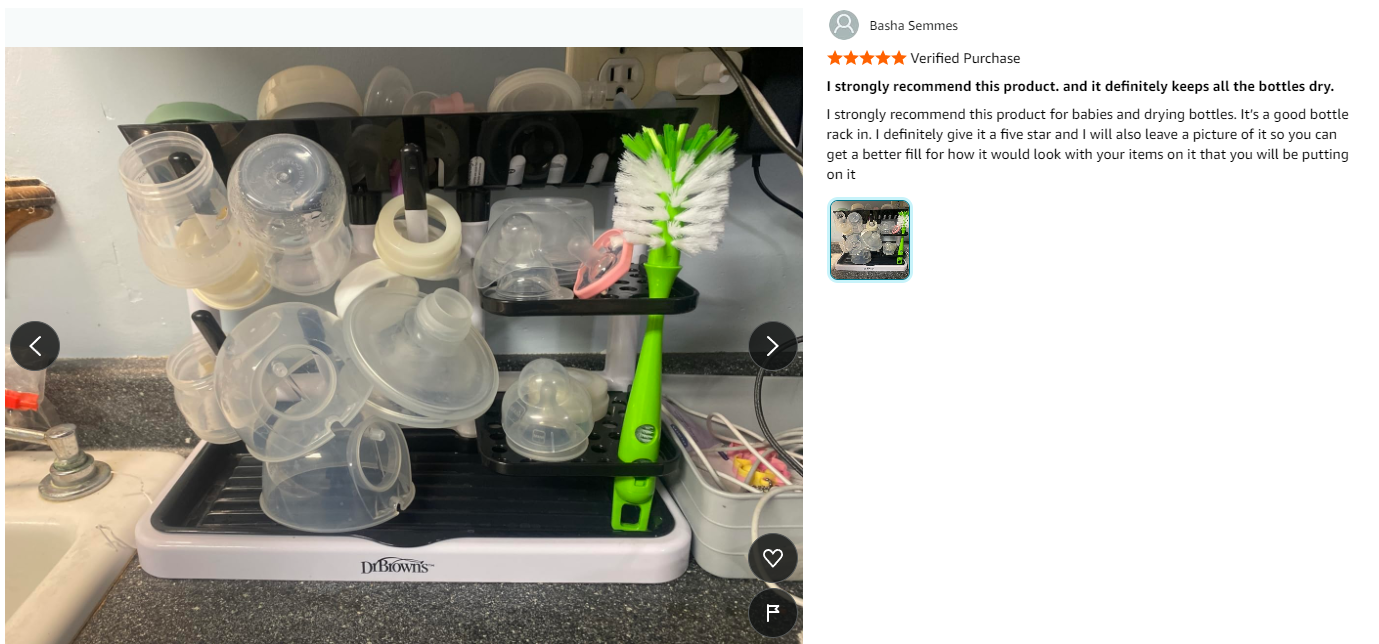 Basha Semmes
Verified Purchase
I strongly recommend this product. and it definitely keeps all the bottles dry.
I strongly recommend this product for babies and drying bottles. It's a good bottle
rack in. I definitely give it a five star and I will also leave a picture of it so you can
get a better fill for how it would look with your items on it that you will be putting
on it
Dr Brown's